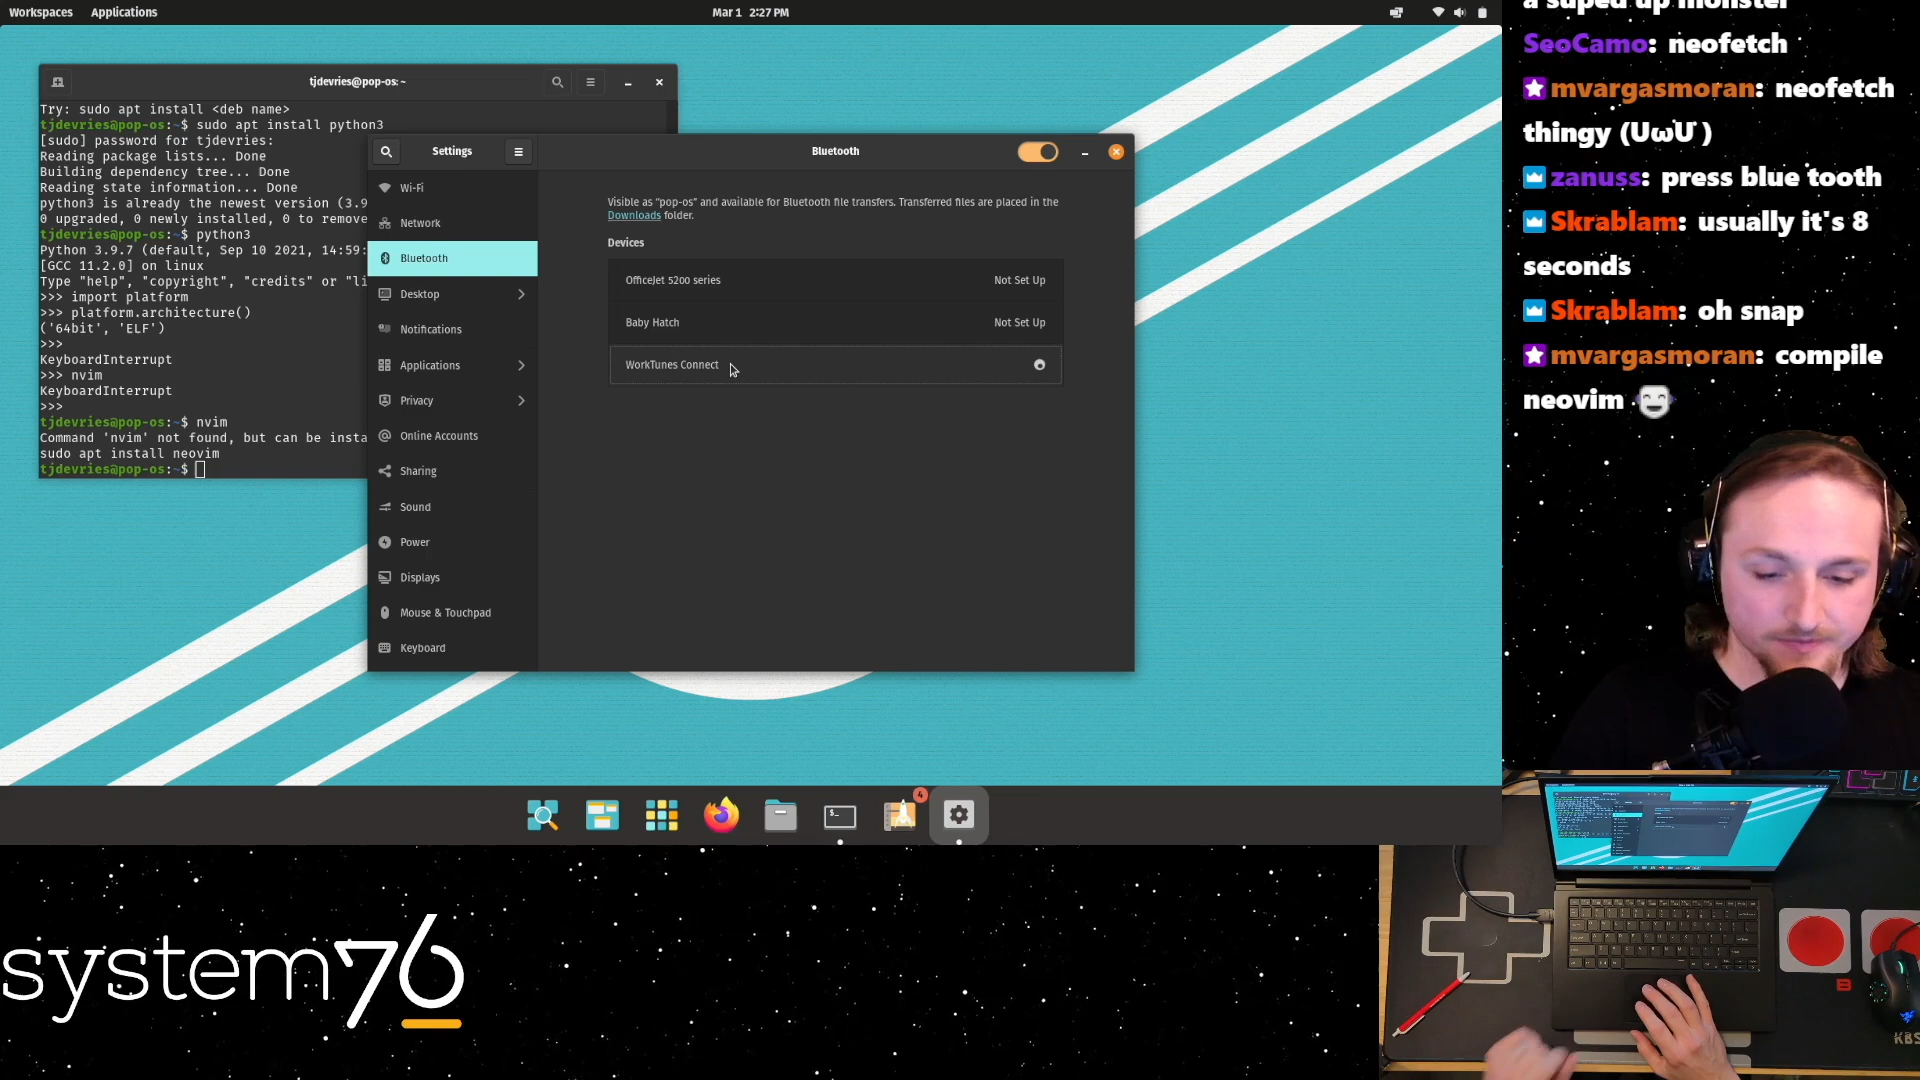 Workspaces
Applications
Mar 1 2:27 PM
tjdevries@pop-os: ~
Try: sudo apt install <deb name>
tjdevries@pop-os:~$ sudo apt install python3
[sudo] password for tjdevries:
Reading package lists... Done
Building dependency tree... Done
Reading state information... Done
python3 is already the newest version (3.9
0 upgraded, 0 newly installed, 0 to remove
tjdevries@pop-os:~$ python3
Python 3.9.7 (default, Sep 10 2021, 14:59:
[GCC 11.2.0] on linux
Type "help", "copyright", "credits" or "li
>>> import platform
>>> platform.architecture()
('64bit', 'ELF')
>>>
KeyboardInterrupt
>>> nvim
KeyboardInterrupt
>>>
tjdevries@pop-os:~$ nvim
Command 'nvim' not found, but can be insta
sudo apt install neovim
tjdevries@pop-os:~$
Settings
Wi-Fi
Network
Bluetooth
Desktop
Notifications
Applications
Privacy
Online Accounts
Sharing
Sound
Power
Displays
Mouse & Touchpad
Keyboard
Bluetooth
Visible as "pop-os" and available for Bluetooth file transfers. Transferred files are placed in the
Downloads folder.
Devices
OfficeJet 5200 series Not Set Up
Baby Hatch Not Set Up
WorkTunes Connect
4
a suped up monster
SeoCamo: neofetch
mvargasmoran: neofetch
thingy (UωU )
zanuss: press blue tooth
Skrablam: usually it's 8
seconds
Skrablam: oh snap
mvargasmoran: compile
neovim
system76
KBS